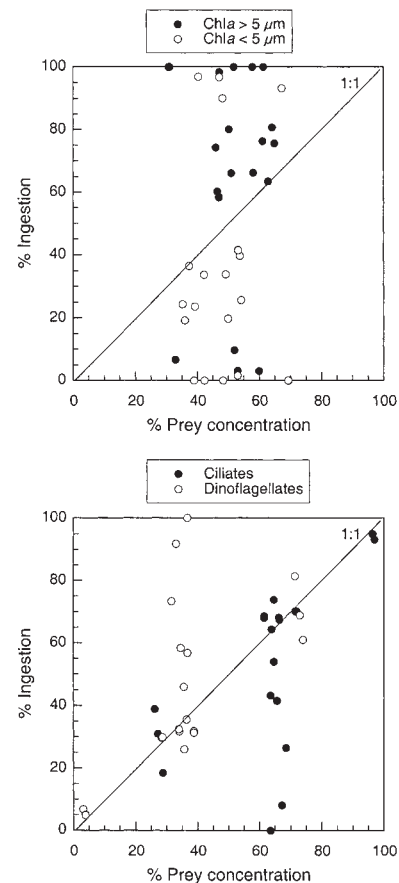 Chla > 5 µm
Chla < 5 µm
100
80
60
40
20
0
% Ingestion
1:1
0 20 40 60 80 100
% Prey concentration
Ciliates
Dinoflagellates
100
80
60
40
20
0
% Ingestion
1:1
0 20 40 60 80 100
% Prey concentration